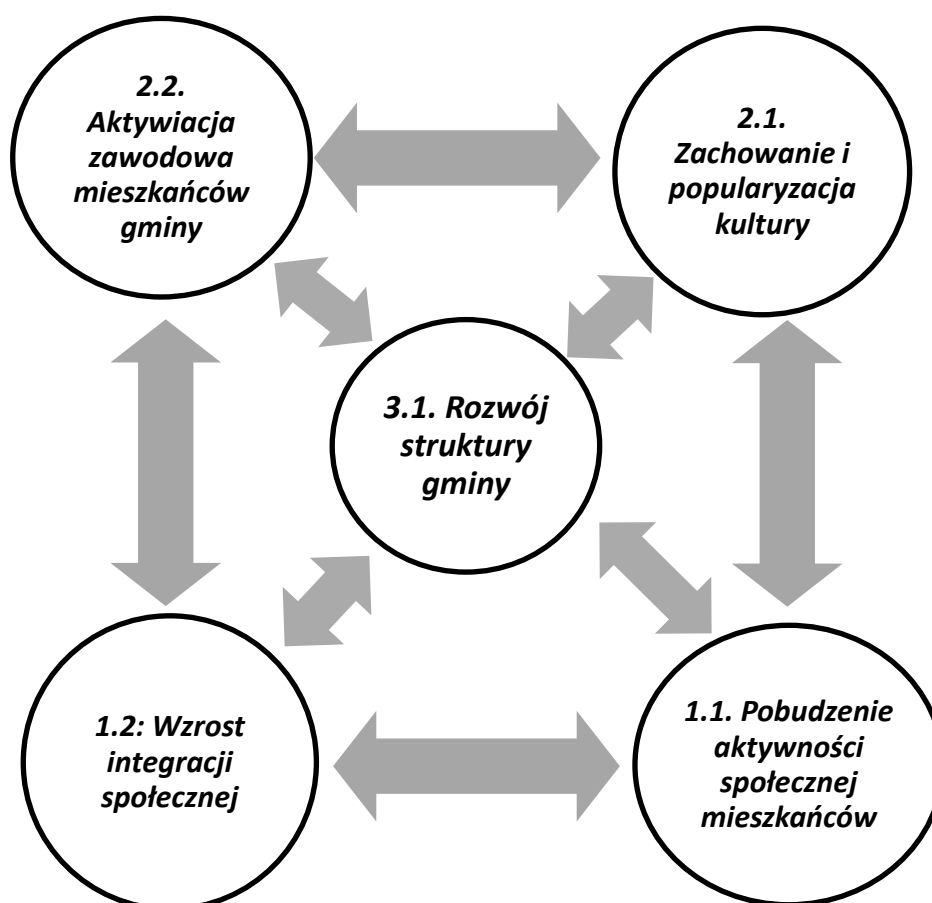 2.2.
Aktywiacja
zawodowa
mieszkańców
gminy
2.1.
Zachowanie i
popularyzacja
kultury
3.1. Rozwój
struktury
gminy
1.2: Wzrost
integracji
społecznej
1.1. Pobudzenie
aktywności
społecznej
mieszkańców